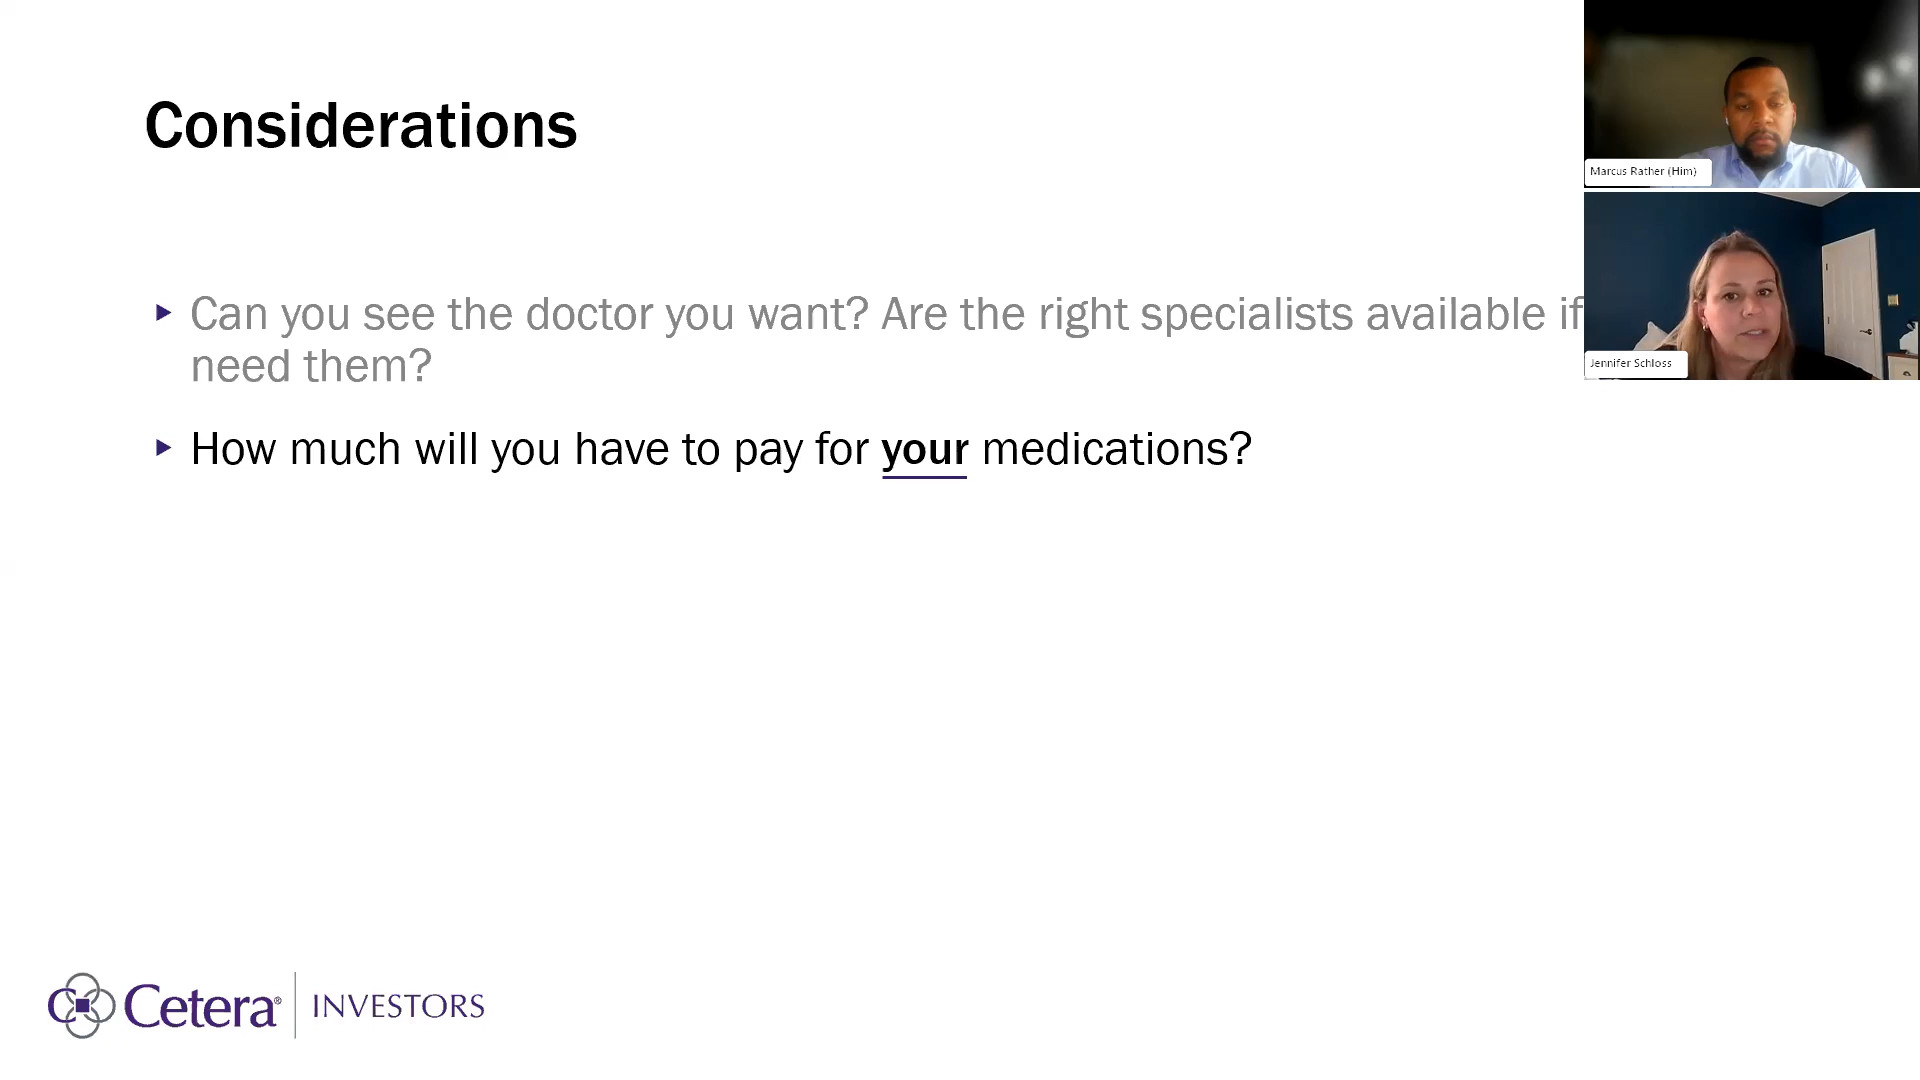 Considerations
Can you see the doctor you want? Are the right specialists available if
need them?
How much will you have to pay for your medications?
Marcus Rather (Him)
Jennifer Schloss
Cetera® INVESTORS